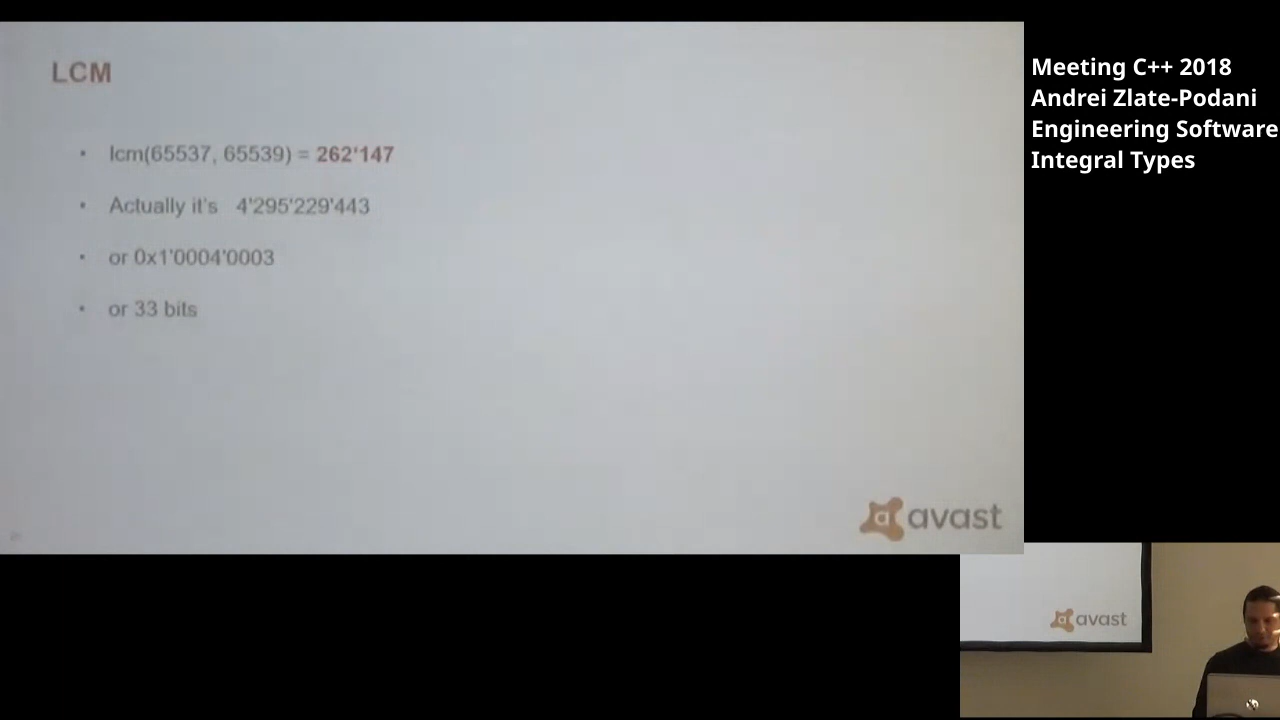 LCM
• lcm(65537, 65539) = 262'147
• Actually it's 4'295'229'443
• or 0x1'0004'0003
• or 33 bits
avast
Meeting C++ 2018
Andrei Zlate-Podani
Engineering Software
Integral Types
avast